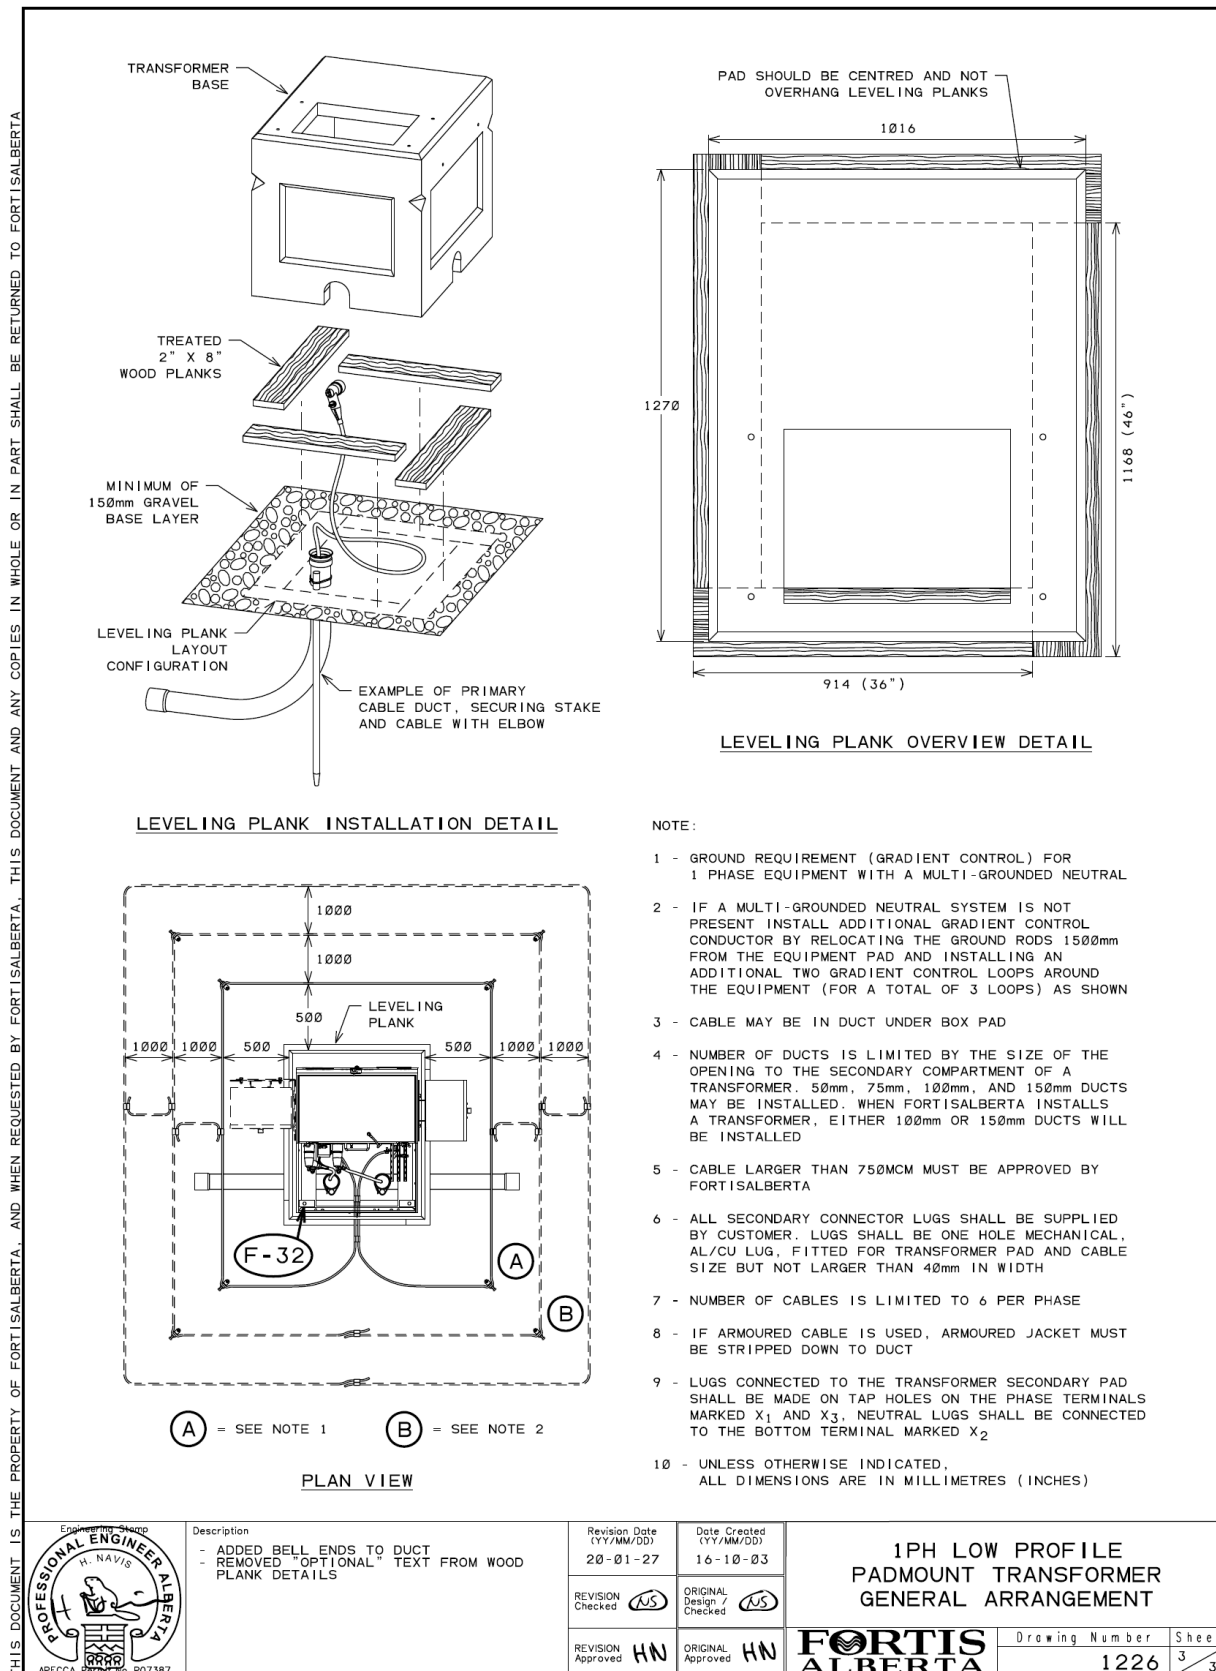 THIS DOCUMENT IS THE PROPERTY OF FORTISALBERTA, AND WHEN REQUESTED BY FORTISALBERTA, THIS DOCUMENT AND ANY COPIES IN WHOLE OR IN PART SHALL BE RETURNED TO FORTISALBERTA
TRANSFORMER
BASE
TREATED
2" X 8"
WOOD PLANKS
MINIMUM OF
150mm GRAVEL
BASE LAYER
LEVELING PLANK
LAYOUT
CONFIGURATION
EXAMPLE OF PRIMARY
CABLE DUCT, SECURING STAKE
AND CABLE WITH ELBOW
LEVELING PLANK INSTALLATION DETAIL
PAD SHOULD BE CENTRED AND NOT
OVERHANG LEVELING PLANKS
1016
1270
1168 (46")
914 (36")
LEVELING PLANK OVERVIEW DETAIL
1000
1000
500
LEVELING
PLANK
1000
1000
500
500
1000
1000
F-32
A
B
A = SEE NOTE 1
B = SEE NOTE 2
PLAN VIEW
NOTE:
1 - GROUND REQUIREMENT (GRADIENT CONTROL) FOR
1 PHASE EQUIPMENT WITH A MULTI-GROUNDED NEUTRAL
2 - IF A MULTI-GROUNDED NEUTRAL SYSTEM IS NOT
PRESENT INSTALL ADDITIONAL GRADIENT CONTROL
CONDUCTOR BY RELOCATING THE GROUND RODS 1500mm
FROM THE EQUIPMENT PAD AND INSTALLING AN
ADDITIONAL TWO GRADIENT CONTROL LOOPS AROUND
THE EQUIPMENT (FOR A TOTAL OF 3 LOOPS) AS SHOWN
3 - CABLE MAY BE IN DUCT UNDER BOX PAD
4 - NUMBER OF DUCTS IS LIMITED BY THE SIZE OF THE
OPENING TO THE SECONDARY COMPARTMENT OF A
TRANSFORMER. 50mm, 75mm, 100mm, AND 150mm DUCTS
MAY BE INSTALLED. WHEN FORTISALBERTA INSTALLS
A TRANSFORMER, EITHER 100mm OR 150mm DUCTS WILL
BE INSTALLED
5 - CABLE LARGER THAN 750MCM MUST BE APPROVED BY
FORTISALBERTA
6 - ALL SECONDARY CONNECTOR LUGS SHALL BE SUPPLIED
BY CUSTOMER. LUGS SHALL BE ONE HOLE MECHANICAL,
AL/CU LUG, FITTED FOR TRANSFORMER PAD AND CABLE
SIZE BUT NOT LARGER THAN 40mm IN WIDTH
7 - NUMBER OF CABLES IS LIMITED TO 6 PER PHASE
8 - IF ARMOURED CABLE IS USED, ARMOURED JACKET MUST
BE STRIPPED DOWN TO DUCT
9 - LUGS CONNECTED TO THE TRANSFORMER SECONDARY PAD
SHALL BE MADE ON TAP HOLES ON THE PHASE TERMINALS
MARKED X1 AND X3, NEUTRAL LUGS SHALL BE CONNECTED
TO THE BOTTOM TERMINAL MARKED X2
10 - UNLESS OTHERWISE INDICATED,
ALL DIMENSIONS ARE IN MILLIMETRES (INCHES)
Engineering Stamp
PROFESSIONAL ENGINEER ALBERTA
H. NAVIS
APEGGA Permit No. P07387
Description
- ADDED BELL ENDS TO DUCT
- REMOVED "OPTIONAL" TEXT FROM WOOD
PLANK DETAILS
Revision Date
(YY/MM/DD)
20-01-27
Date Created
(YY/MM/DD)
16-10-03
REVISION
Checked NS
ORIGINAL
Design /
Checked NS
REVISION
Approved HN
ORIGINAL
Approved HN
1PH LOW PROFILE
PADMOUNT TRANSFORMER
GENERAL ARRANGEMENT
FORTIS
ALBERTA
Drawing Number
1226
Shee
3/3